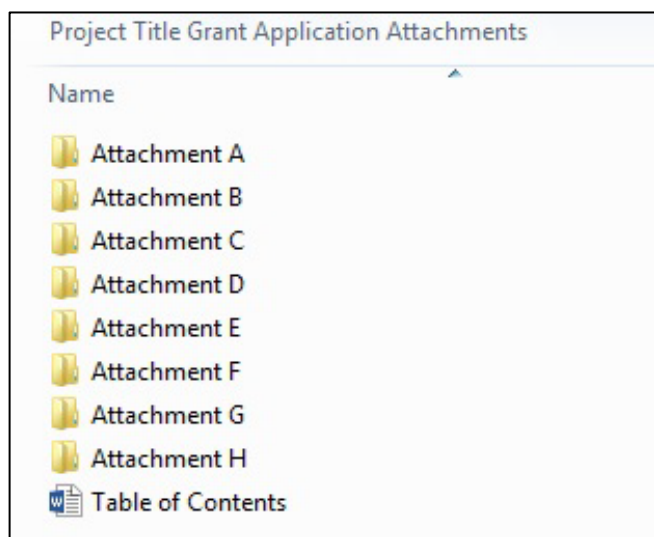 Project Title Grant Application Attachments
Name
Attachment A
Attachment B
Attachment C
Attachment D
Attachment E
Attachment F
Attachment G
Attachment H
Table of Contents